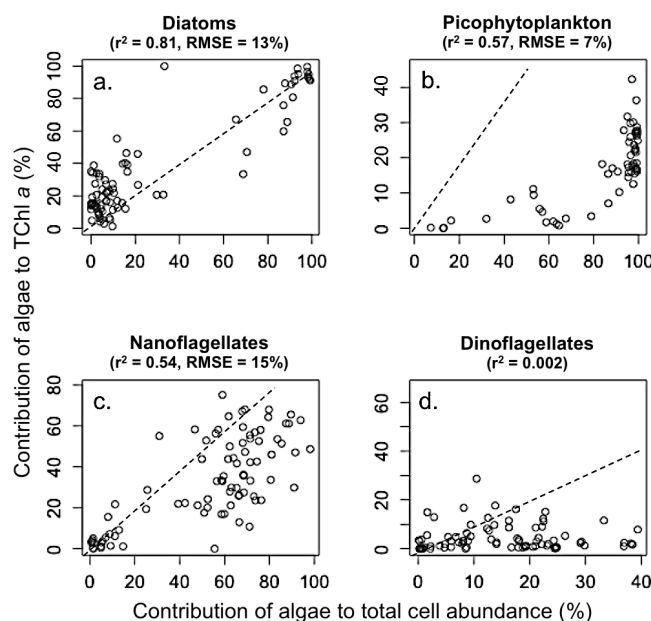 Diatoms
(r² = 0.81, RMSE = 13%)
Picophytoplankton
(r² = 0.57, RMSE = 7%)
a.
b.
100
80
60
40
20
0
0 20 40 60 80 100
40
30
20
10
0
0 20 40 60 80 100
Contribution of algae to TChl a (%)
Nanoflagellates
(r² = 0.54, RMSE = 15%)
Dinoflagellates
(r² = 0.002)
c.
d.
80
60
40
20
0
0 20 40 60 80 100
60
40
20
0
0 10 20 30 40
Contribution of algae to total cell abundance (%)